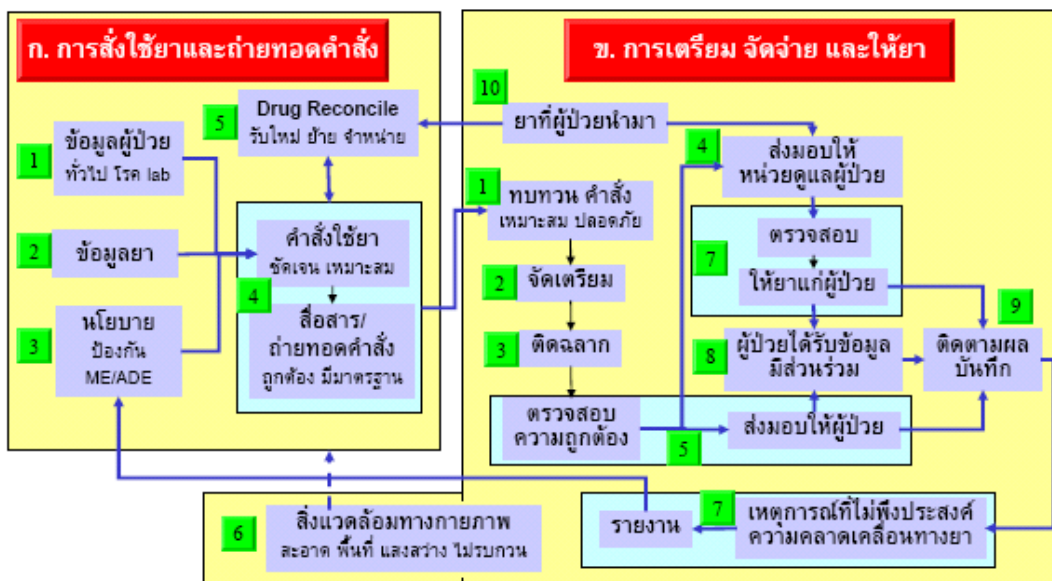 ก. การสั่งใช้ยาและถ่ายทอดคำสั่ง
5
Drug Reconcile
รับใหม่ ย้าย จำหน่าย
1
ข้อมูลผู้ป่วย
ทั่วไป โรค lab
2
ข้อมูลยา
3
นโยบาย
ป้องกัน
ME/ADE
คำสั่งใช้ยา
ชัดเจน เหมาะสม
4
สื่อสาร/
ถ่ายทอดคำสั่ง
ถูกต้อง มีมาตรฐาน
6
สิ่งแวดล้อมทางกายภาพ
สะอาด พื้นที่ แสงสว่าง ไม่รบกวน
ข. การเตรียม จัดจ่าย และให้ยา
10
ยาที่ผู้ป่วยนำมา
1
ทบทวน คำสั่ง
เหมาะสม ปลอดภัย
2
จัดเตรียม
3
ติดฉลาก
ตรวจสอบ
ความถูกต้อง
5
ส่งมอบให้ผู้ป่วย
4
ส่งมอบให้
หน่วยดูแลผู้ป่วย
ตรวจสอบ
7
ให้ยาแก่ผู้ป่วย
8
ผู้ป่วยได้รับข้อมูล
มีส่วนร่วม
9
ติดตามผล
บันทึก
7
เหตุการณ์ที่ไม่พึงประสงค์
ความคลาดเคลื่อนทางยา
รายงาน